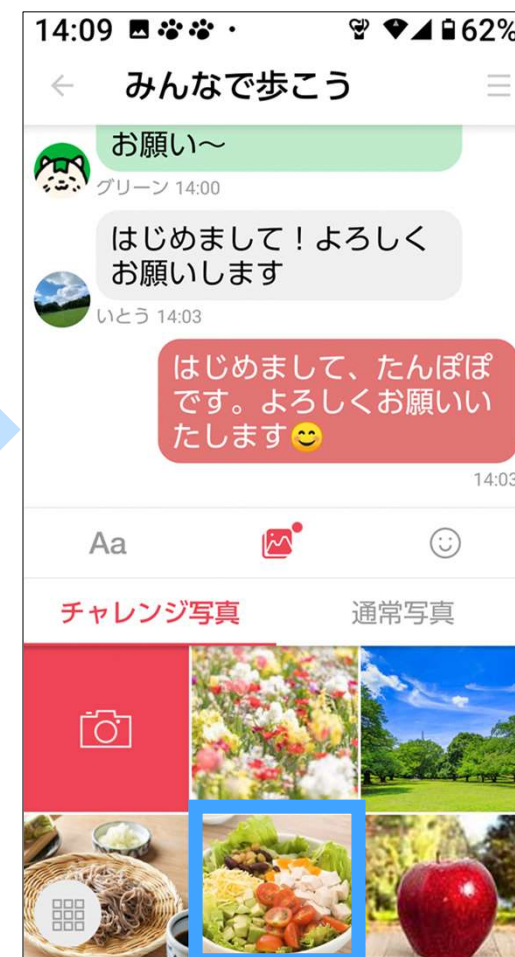 14:09 62%
みんなで歩こう
お願い～
グリーン 14:00
はじめまして！よろしく
お願いします
いとう 14:03
はじめまして、たんぽぽ
です。よろしくお願いい
たします😊
14:03
Aa
チャレンジ写真 通常写真